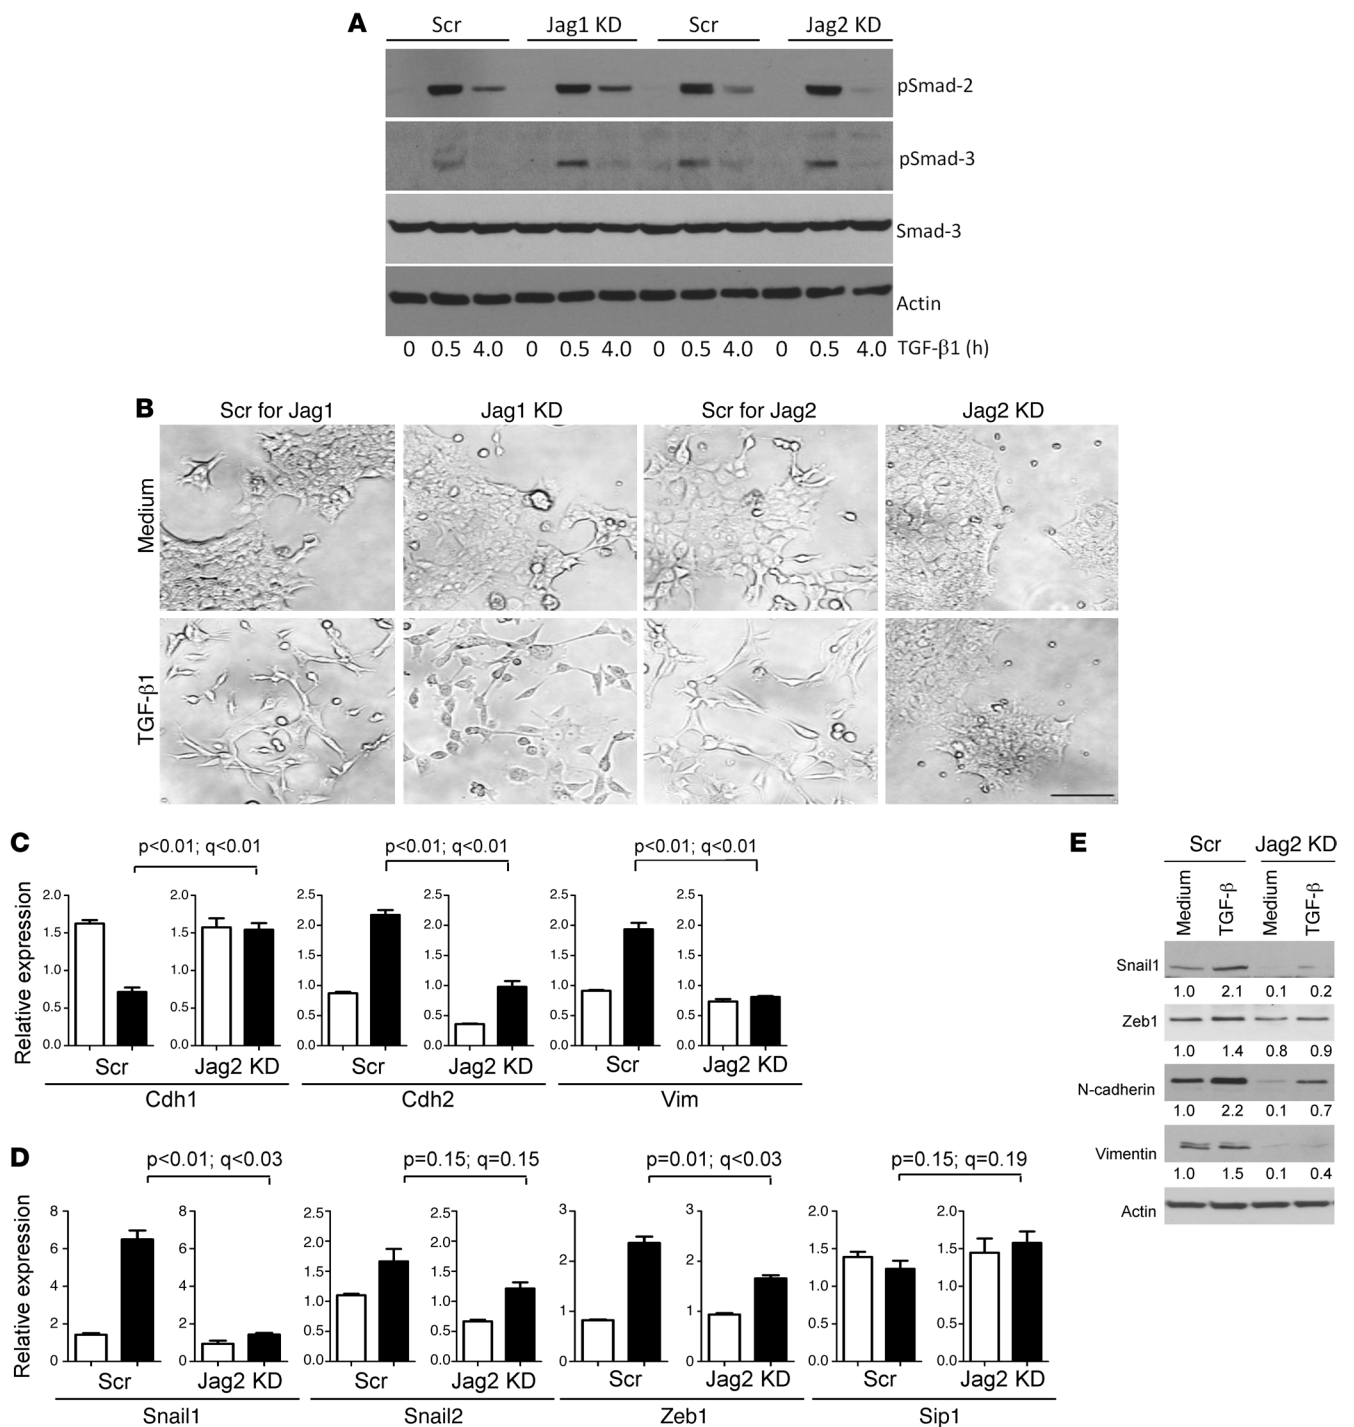 A
Scr Jag1 KD Scr Jag2 KD
pSmad-2
pSmad-3
Smad-3
Actin
0 0.5 4.0 0 0.5 4.0 0 0.5 4.0 0 0.5 4.0 TGF-β1 (h)
B
Scr for Jag1 Jag1 KD Scr for Jag2 Jag2 KD
Medium
TGF-β1
C
p<0.01; q<0.01 p<0.01; q<0.01 p<0.01; q<0.01
Relative expression
2.0 2.0 2.5 2.5 2.5 2.5
2.0 2.0 2.0 2.0
1.5 1.5 1.5 1.5 1.5 1.5
1.0 1.0 1.0 1.0 1.0 1.0
0.5 0.5 0.5 0.5 0.5 0.5
0.0 0.0 0.0 0.0 0.0 0.0
Scr Jag2 KD Scr Jag2 KD Scr Jag2 KD
Cdh1 Cdh2 Vim
D
p<0.01; q<0.03 p=0.15; q=0.15 p=0.01; q<0.03 p=0.15; q=0.19
Relative expression
8 8 2.5 2.5 3 3 2.0 2.0
6 6 2.0 2.0 2 2 1.5 1.5
4 4 1.5 1.5 1.0 1.0
2 2 1.0 1.0 1 1 0.5 0.5
0.5 0.5
0 0 0.0 0.0 0 0 0.0 0.0
Scr Jag2 KD Scr Jag2 KD Scr Jag2 KD Scr Jag2 KD
Snail1 Snail2 Zeb1 Sip1
E
Scr Jag2 KD
Medium TGF-β Medium TGF-β
Snail1
1.0 2.1 0.1 0.2
Zeb1
1.0 1.4 0.8 0.9
N-cadherin
1.0 2.2 0.1 0.7
Vimentin
1.0 1.5 0.1 0.4
Actin